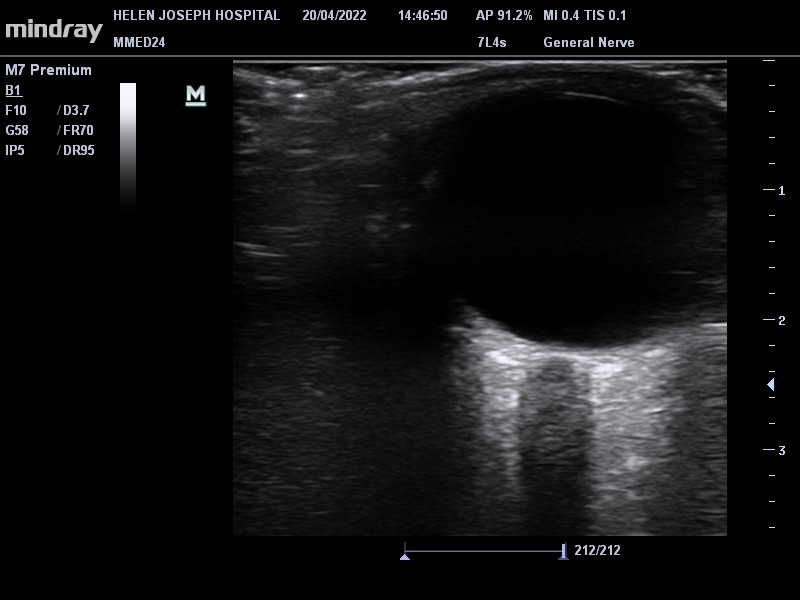 mindray
HELEN JOSEPH HOSPITAL 20/04/2022 14:46:50 AP 91.2% MI 0.4 TIS 0.1
MMED24 7L4s General Nerve
M7 Premium
B1
F10 / D3.7
G58 / FR70
IP5 / DR95
M
1
2
3
212/212